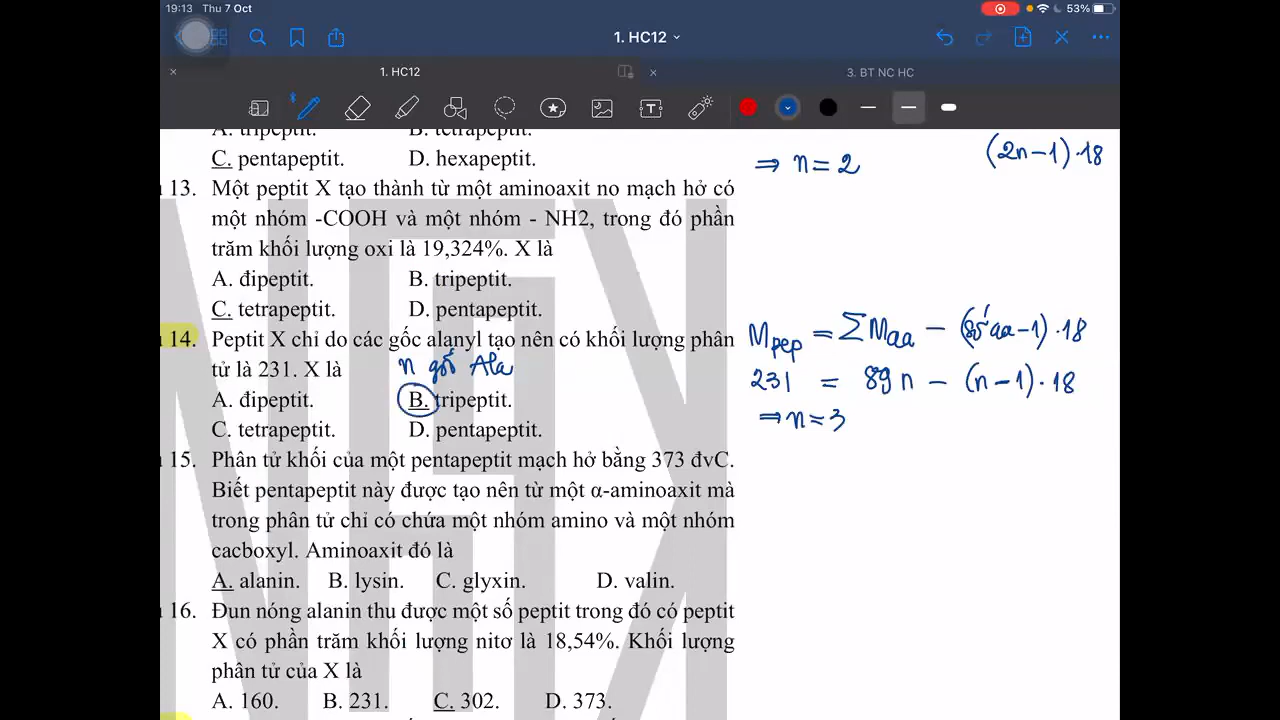 19:13 Thu 7 Oct
53%
1. HC12
1. HC12
3. BT NC HC
A. tripeptit. B. tetrapeptit.
C. pentapeptit. D. hexapeptit.
⇒ n = 2
(2n−1)·18
13. Một peptit X tạo thành từ một aminoaxit no mạch hở có
một nhóm -COOH và một nhóm - NH2, trong đó phần
trăm khối lượng oxi là 19,324%. X là
A. đipeptit. B. tripeptit.
C. tetrapeptit. D. pentapeptit.
14. Peptit X chỉ do các gốc alanyl tạo nên có khối lượng phân
tử là 231. X là
n gốc Ala
A. đipeptit. B. tripeptit.
C. tetrapeptit. D. pentapeptit.
Mpep = ΣMaa − (số aa−1)·18
231 = 89n − (n−1)·18
⇒ n = 3
15. Phân tử khối của một pentapeptit mạch hở bằng 373 đvC.
Biết pentapeptit này được tạo nên từ một α-aminoaxit mà
trong phân tử chỉ có chứa một nhóm amino và một nhóm
cacboxyl. Aminoaxit đó là
A. alanin. B. lysin. C. glyxin. D. valin.
16. Đun nóng alanin thu được một số peptit trong đó có peptit
X có phần trăm khối lượng nitơ là 18,54%. Khối lượng
phân tử của X là
A. 160. B. 231. C. 302. D. 373.